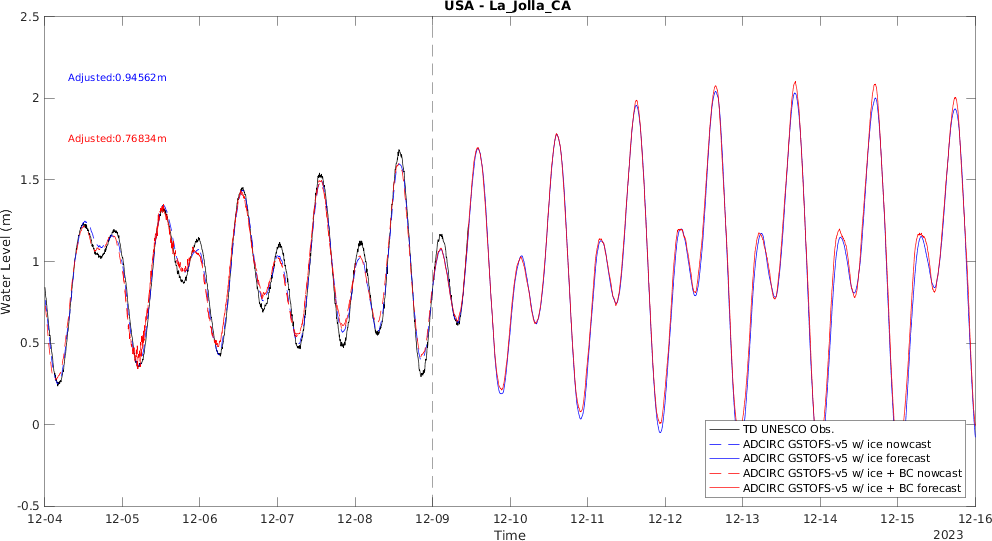 USA - La_Jolla_CA
2.5
2
1.5
1
0.5
0
-0.5
Water Level (m)
Adjusted:0.94562m
Adjusted:0.76834m
TD UNESCO Obs.
ADCIRC GSTOFS-v5 w/ ice nowcast
ADCIRC GSTOFS-v5 w/ ice forecast
ADCIRC GSTOFS-v5 w/ ice + BC nowcast
ADCIRC GSTOFS-v5 w/ ice + BC forecast
12-04 12-05 12-06 12-07 12-08 12-09 12-10 12-11 12-12 12-13 12-14 12-15 12-16
Time
2023